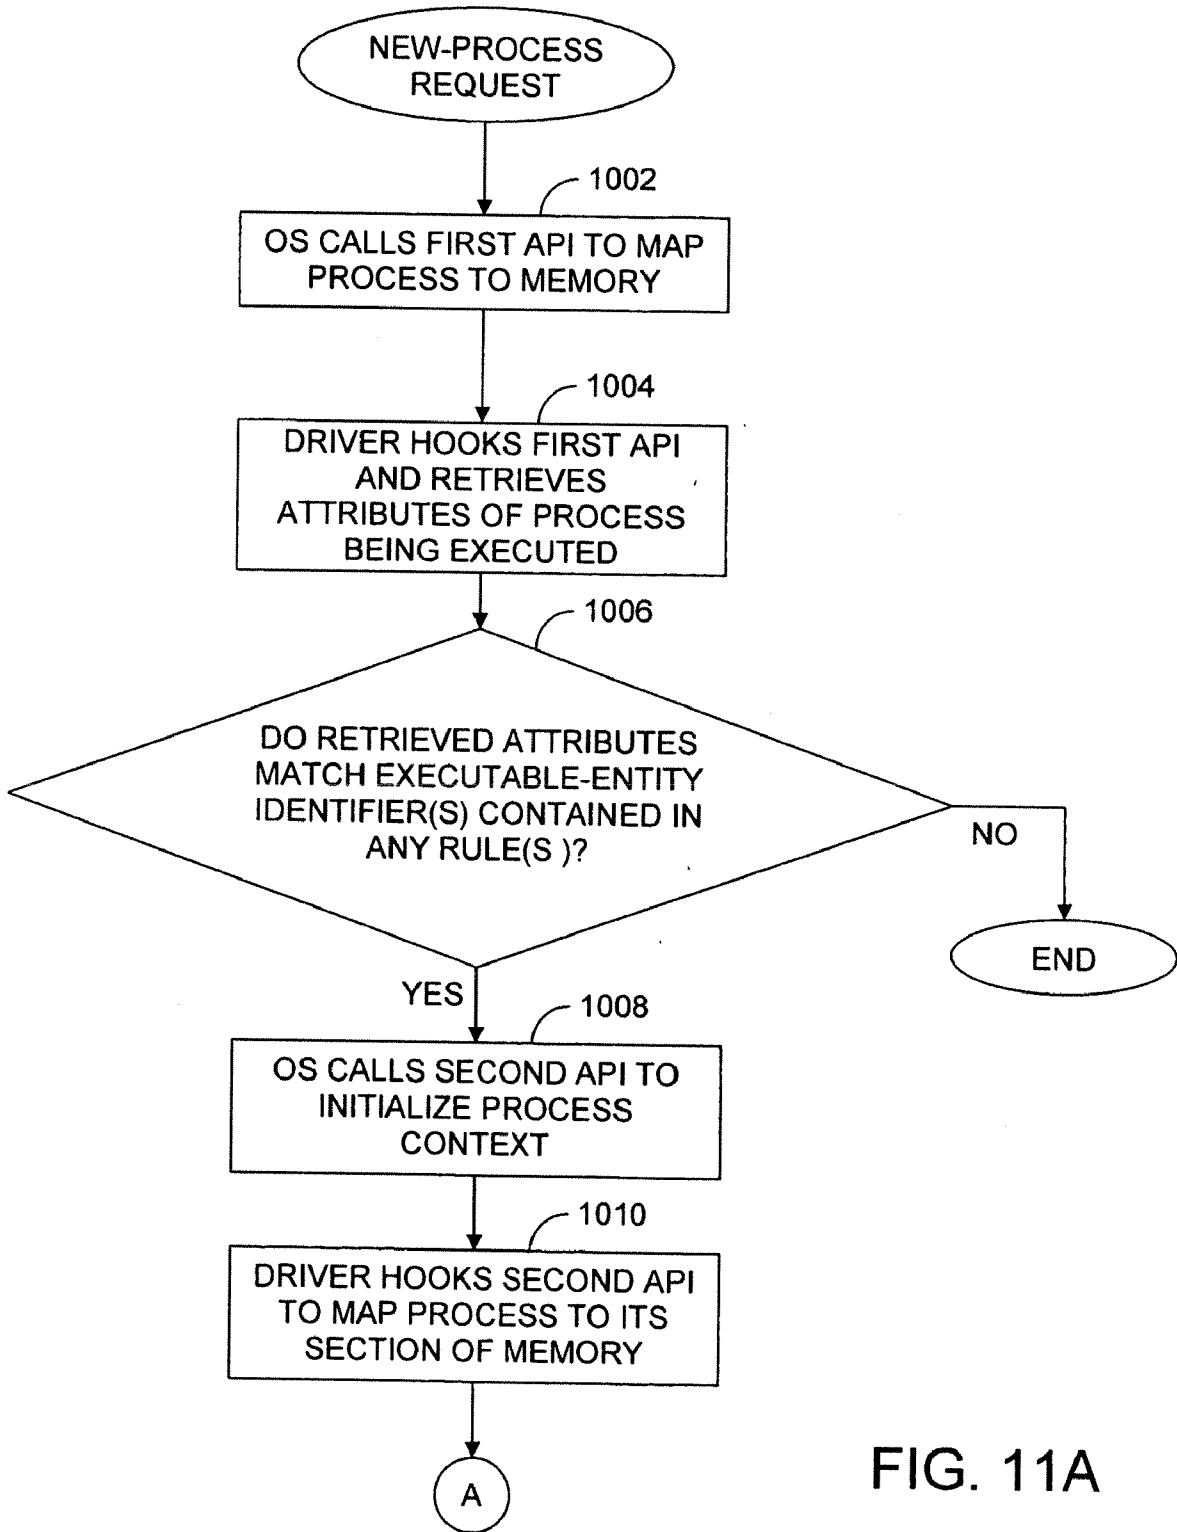 NEW-PROCESS
REQUEST
1002
OS CALLS FIRST API TO MAP
PROCESS TO MEMORY
1004
DRIVER HOOKS FIRST API
AND RETRIEVES
ATTRIBUTES OF PROCESS
BEING EXECUTED
1006
DO RETRIEVED ATTRIBUTES
MATCH EXECUTABLE-ENTITY
IDENTIFIER(S) CONTAINED IN
ANY RULE(S )?
NO
END
YES
1008
OS CALLS SECOND API TO
INITIALIZE PROCESS
CONTEXT
1010
DRIVER HOOKS SECOND API
TO MAP PROCESS TO ITS
SECTION OF MEMORY
A
FIG. 11A